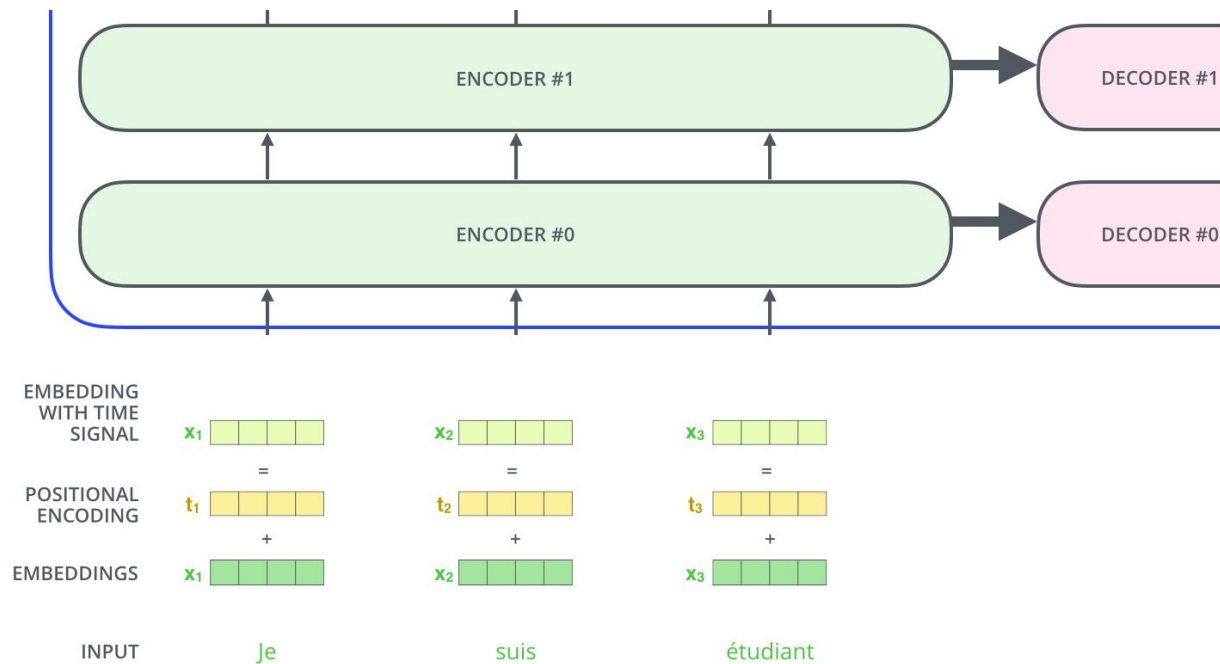 ENCODER #1
DECODER #1
ENCODER #0
DECODER #0
EMBEDDING
WITH TIME
SIGNAL
x₁ x₂ x₃
= = =
POSITIONAL
ENCODING
t₁ t₂ t₃
+ + +
EMBEDDINGS x₁ x₂ x₃
INPUT Je suis étudiant